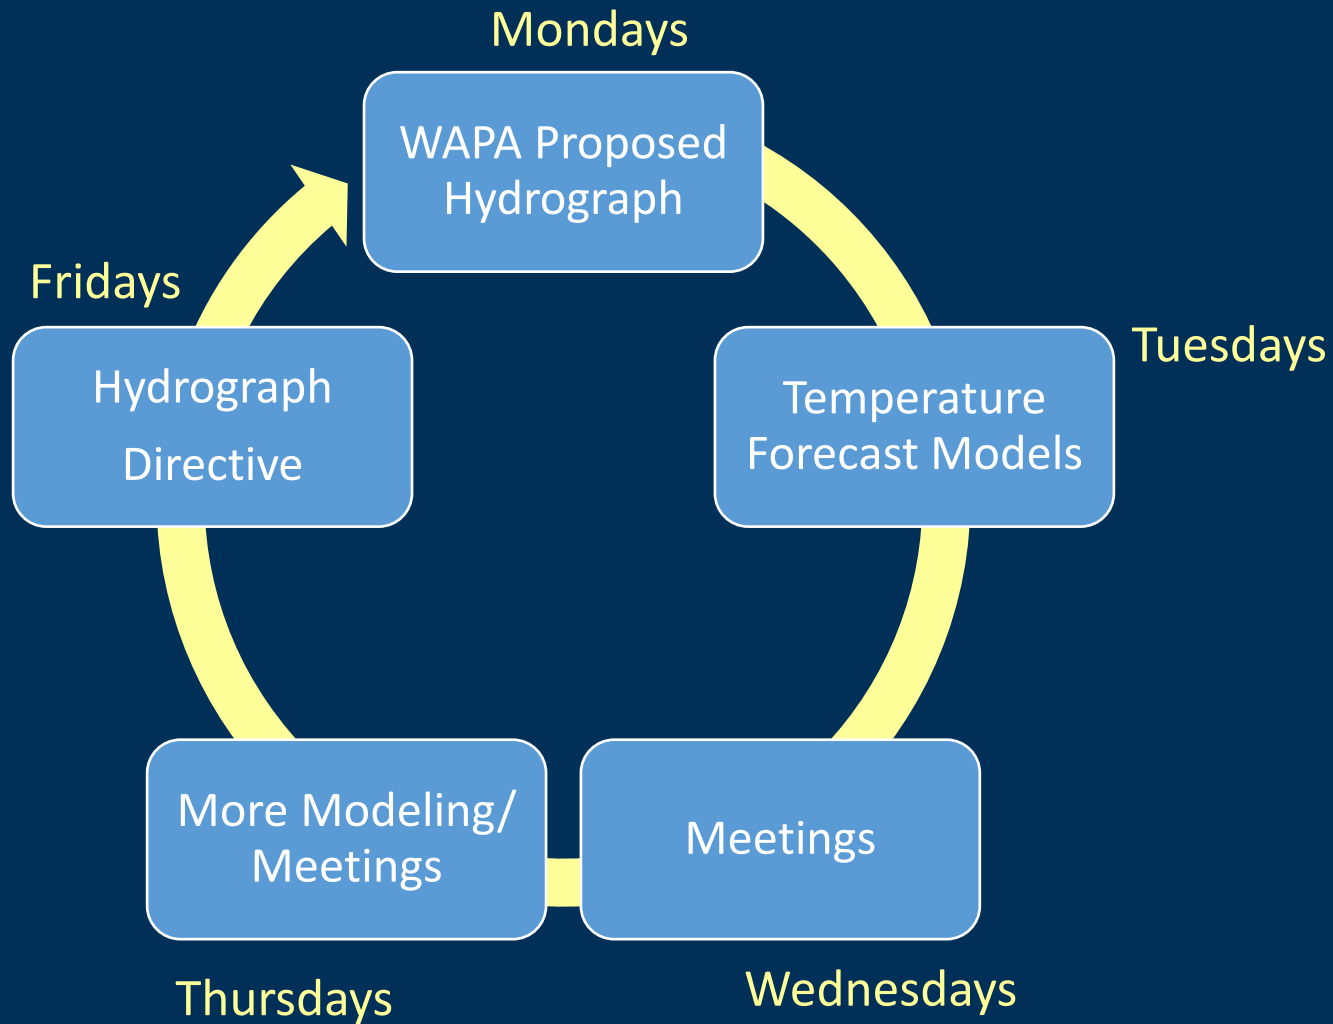 Mondays
WAPA Proposed
Hydrograph
Tuesdays
Temperature
Forecast Models
Wednesdays
Meetings
Thursdays
More Modeling/
Meetings
Fridays
Hydrograph
Directive